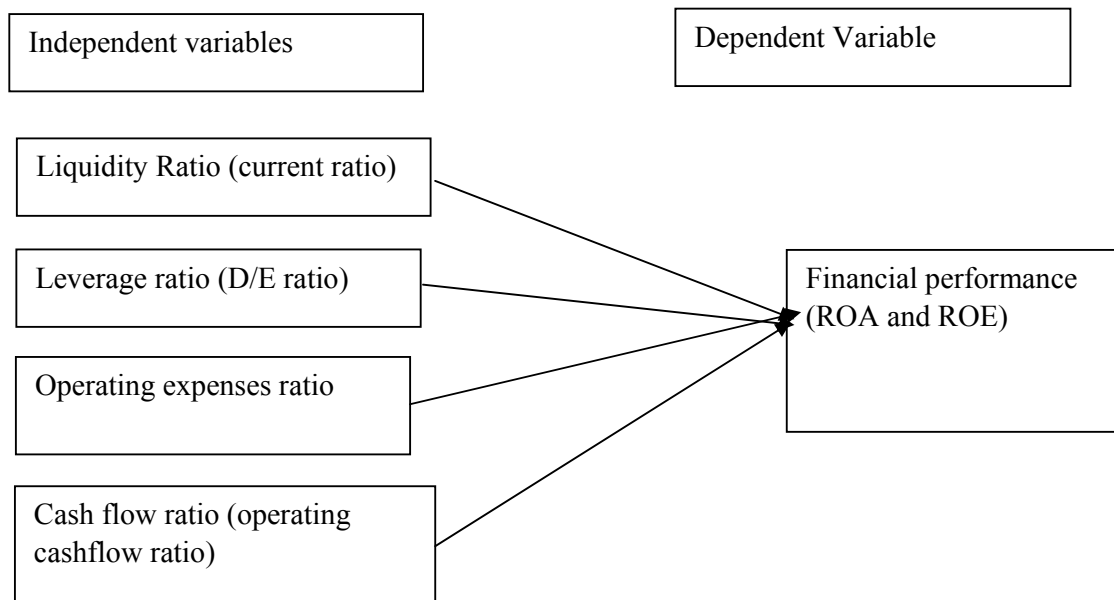 Independent variables
Dependent Variable
Liquidity Ratio (current ratio)
Leverage ratio (D/E ratio)
Financial performance
(ROA and ROE)
Operating expenses ratio
Cash flow ratio (operating
cashflow ratio)